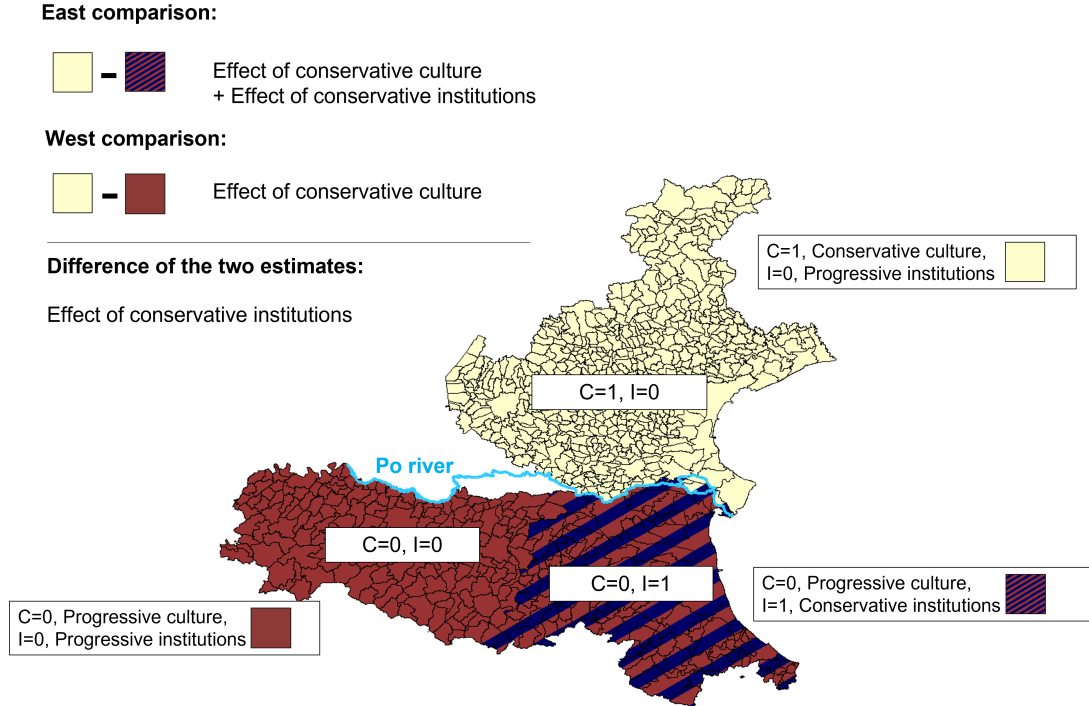 East comparison:
Effect of conservative culture
+ Effect of conservative institutions
West comparison:
Effect of conservative culture
Difference of the two estimates:
Effect of conservative institutions
C=1, Conservative culture,
I=0, Progressive institutions
C=1, I=0
Po river
C=0, I=0
C=0, I=1
C=0, Progressive culture,
I=1, Conservative institutions
C=0, Progressive culture,
I=0, Progressive institutions